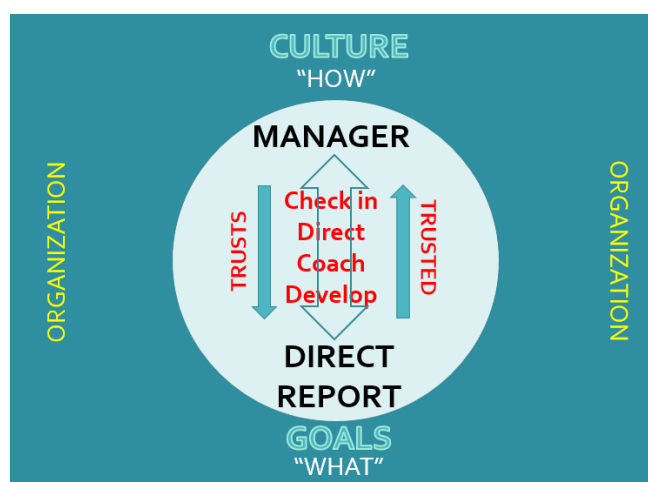 CULTURE
“HOW”
MANAGER
ORGANIZATION
TRUSTS
Check in
Direct
Coach
Develop
TRUSTED
ORGANIZATION
DIRECT
REPORT
GOALS
“WHAT”